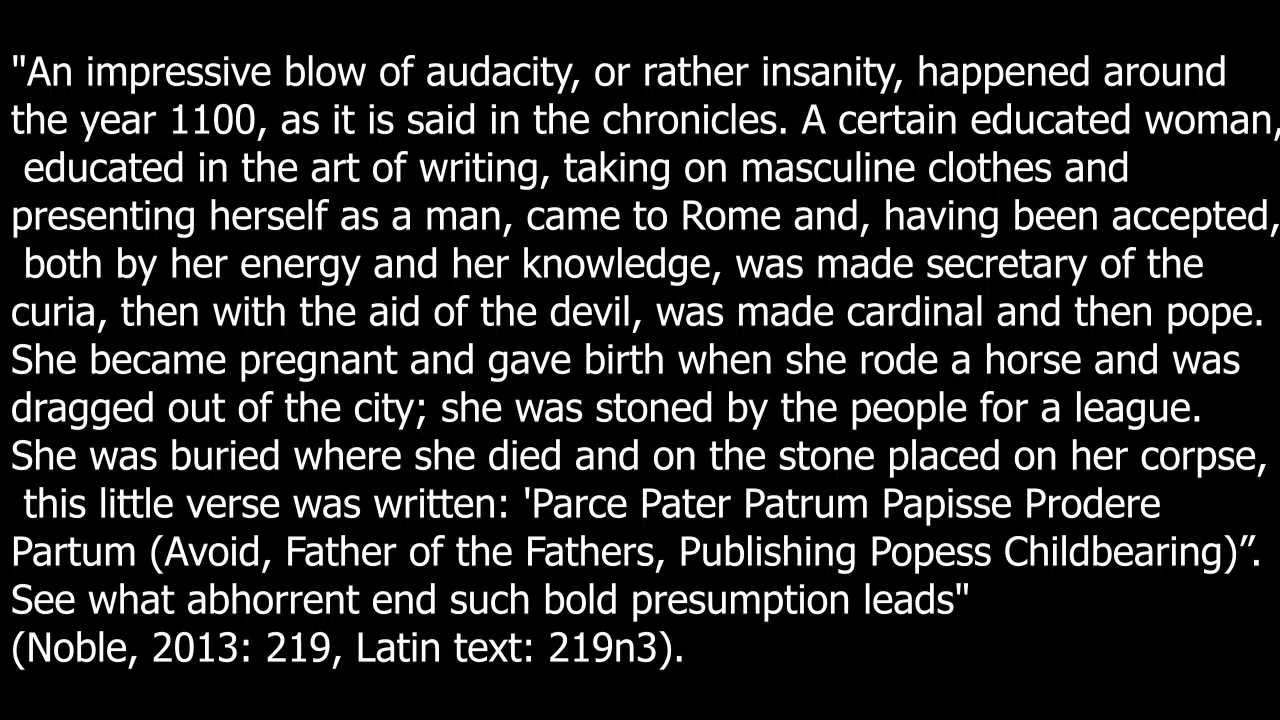 "An impressive blow of audacity, or rather insanity, happened around
the year 1100, as it is said in the chronicles. A certain educated woman,
educated in the art of writing, taking on masculine clothes and
presenting herself as a man, came to Rome and, having been accepted,
both by her energy and her knowledge, was made secretary of the
curia, then with the aid of the devil, was made cardinal and then pope.
She became pregnant and gave birth when she rode a horse and was
dragged out of the city; she was stoned by the people for a league.
She was buried where she died and on the stone placed on her corpse,
this little verse was written: 'Parce Pater Patrum Papisse Prodere
Partum (Avoid, Father of the Fathers, Publishing Popess Childbearing)”.
See what abhorrent end such bold presumption leads"
(Noble, 2013: 219, Latin text: 219n3).